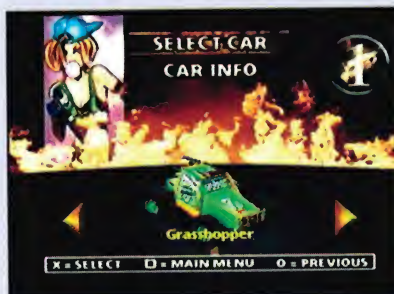 SELECT CAR
CAR INFO
Grasshopper
X = SELECT □ = MAIN MENU O = PREVIOUS